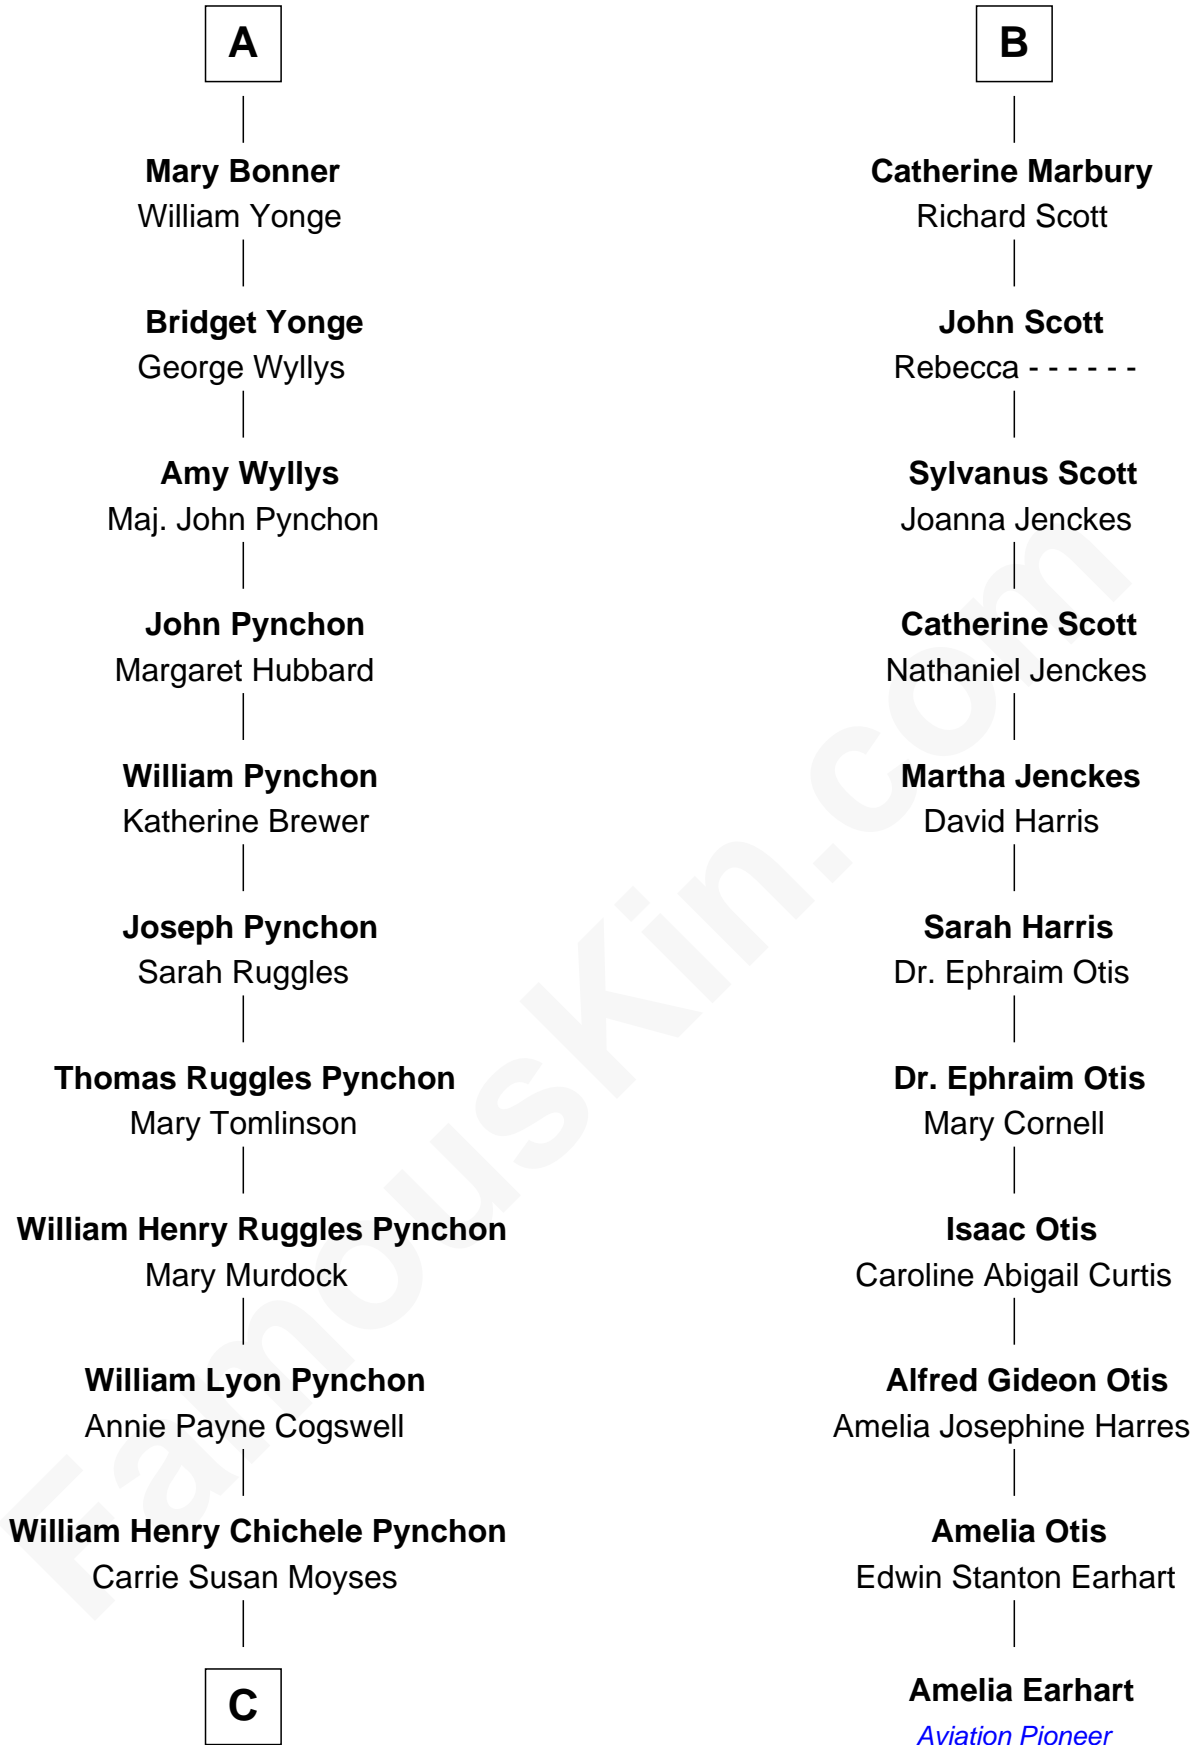 A
Mary Bonner
William Yonge
Bridget Yonge
George Wyllys
Amy Wyllys
Maj. John Pynchon
John Pynchon
Margaret Hubbard
William Pynchon
Katherine Brewer
Joseph Pynchon
Sarah Ruggles
Thomas Ruggles Pynchon
Mary Tomlinson
William Henry Ruggles Pynchon
Mary Murdock
William Lyon Pynchon
Annie Payne Cogswell
William Henry Chichele Pynchon
Carrie Susan Moyses
C
B
Catherine Marbury
Richard Scott
John Scott
Rebecca - - - - - -
Sylvanus Scott
Joanna Jenckes
Catherine Scott
Nathaniel Jenckes
Martha Jenckes
David Harris
Sarah Harris
Dr. Ephraim Otis
Dr. Ephraim Otis
Mary Cornell
Isaac Otis
Caroline Abigail Curtis
Alfred Gideon Otis
Amelia Josephine Harres
Amelia Otis
Edwin Stanton Earhart
Amelia Earhart
Aviation Pioneer
FamousKin.com